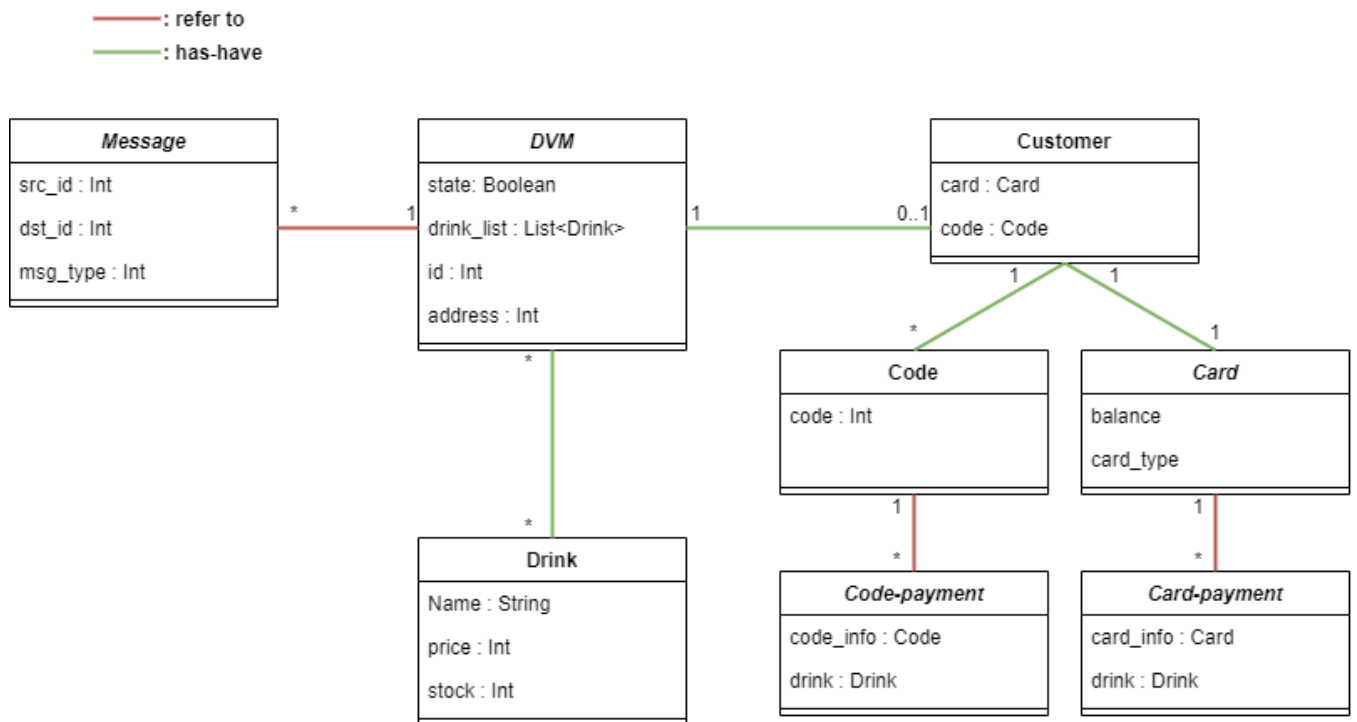 : refer to
: has-have
Message
src_id : Int
dst_id : Int
msg_type : Int
*
1
DVM
state: Boolean
drink_list : List<Drink>
id : Int
address : Int
1
0..1
Customer
card : Card
code : Code
1
1
*
1
*
*
Code
code : Int
Card
balance
card_type
1
*
1
*
Drink
Name : String
price : Int
stock : Int
Code-payment
code_info : Code
drink : Drink
Card-payment
card_info : Card
drink : Drink